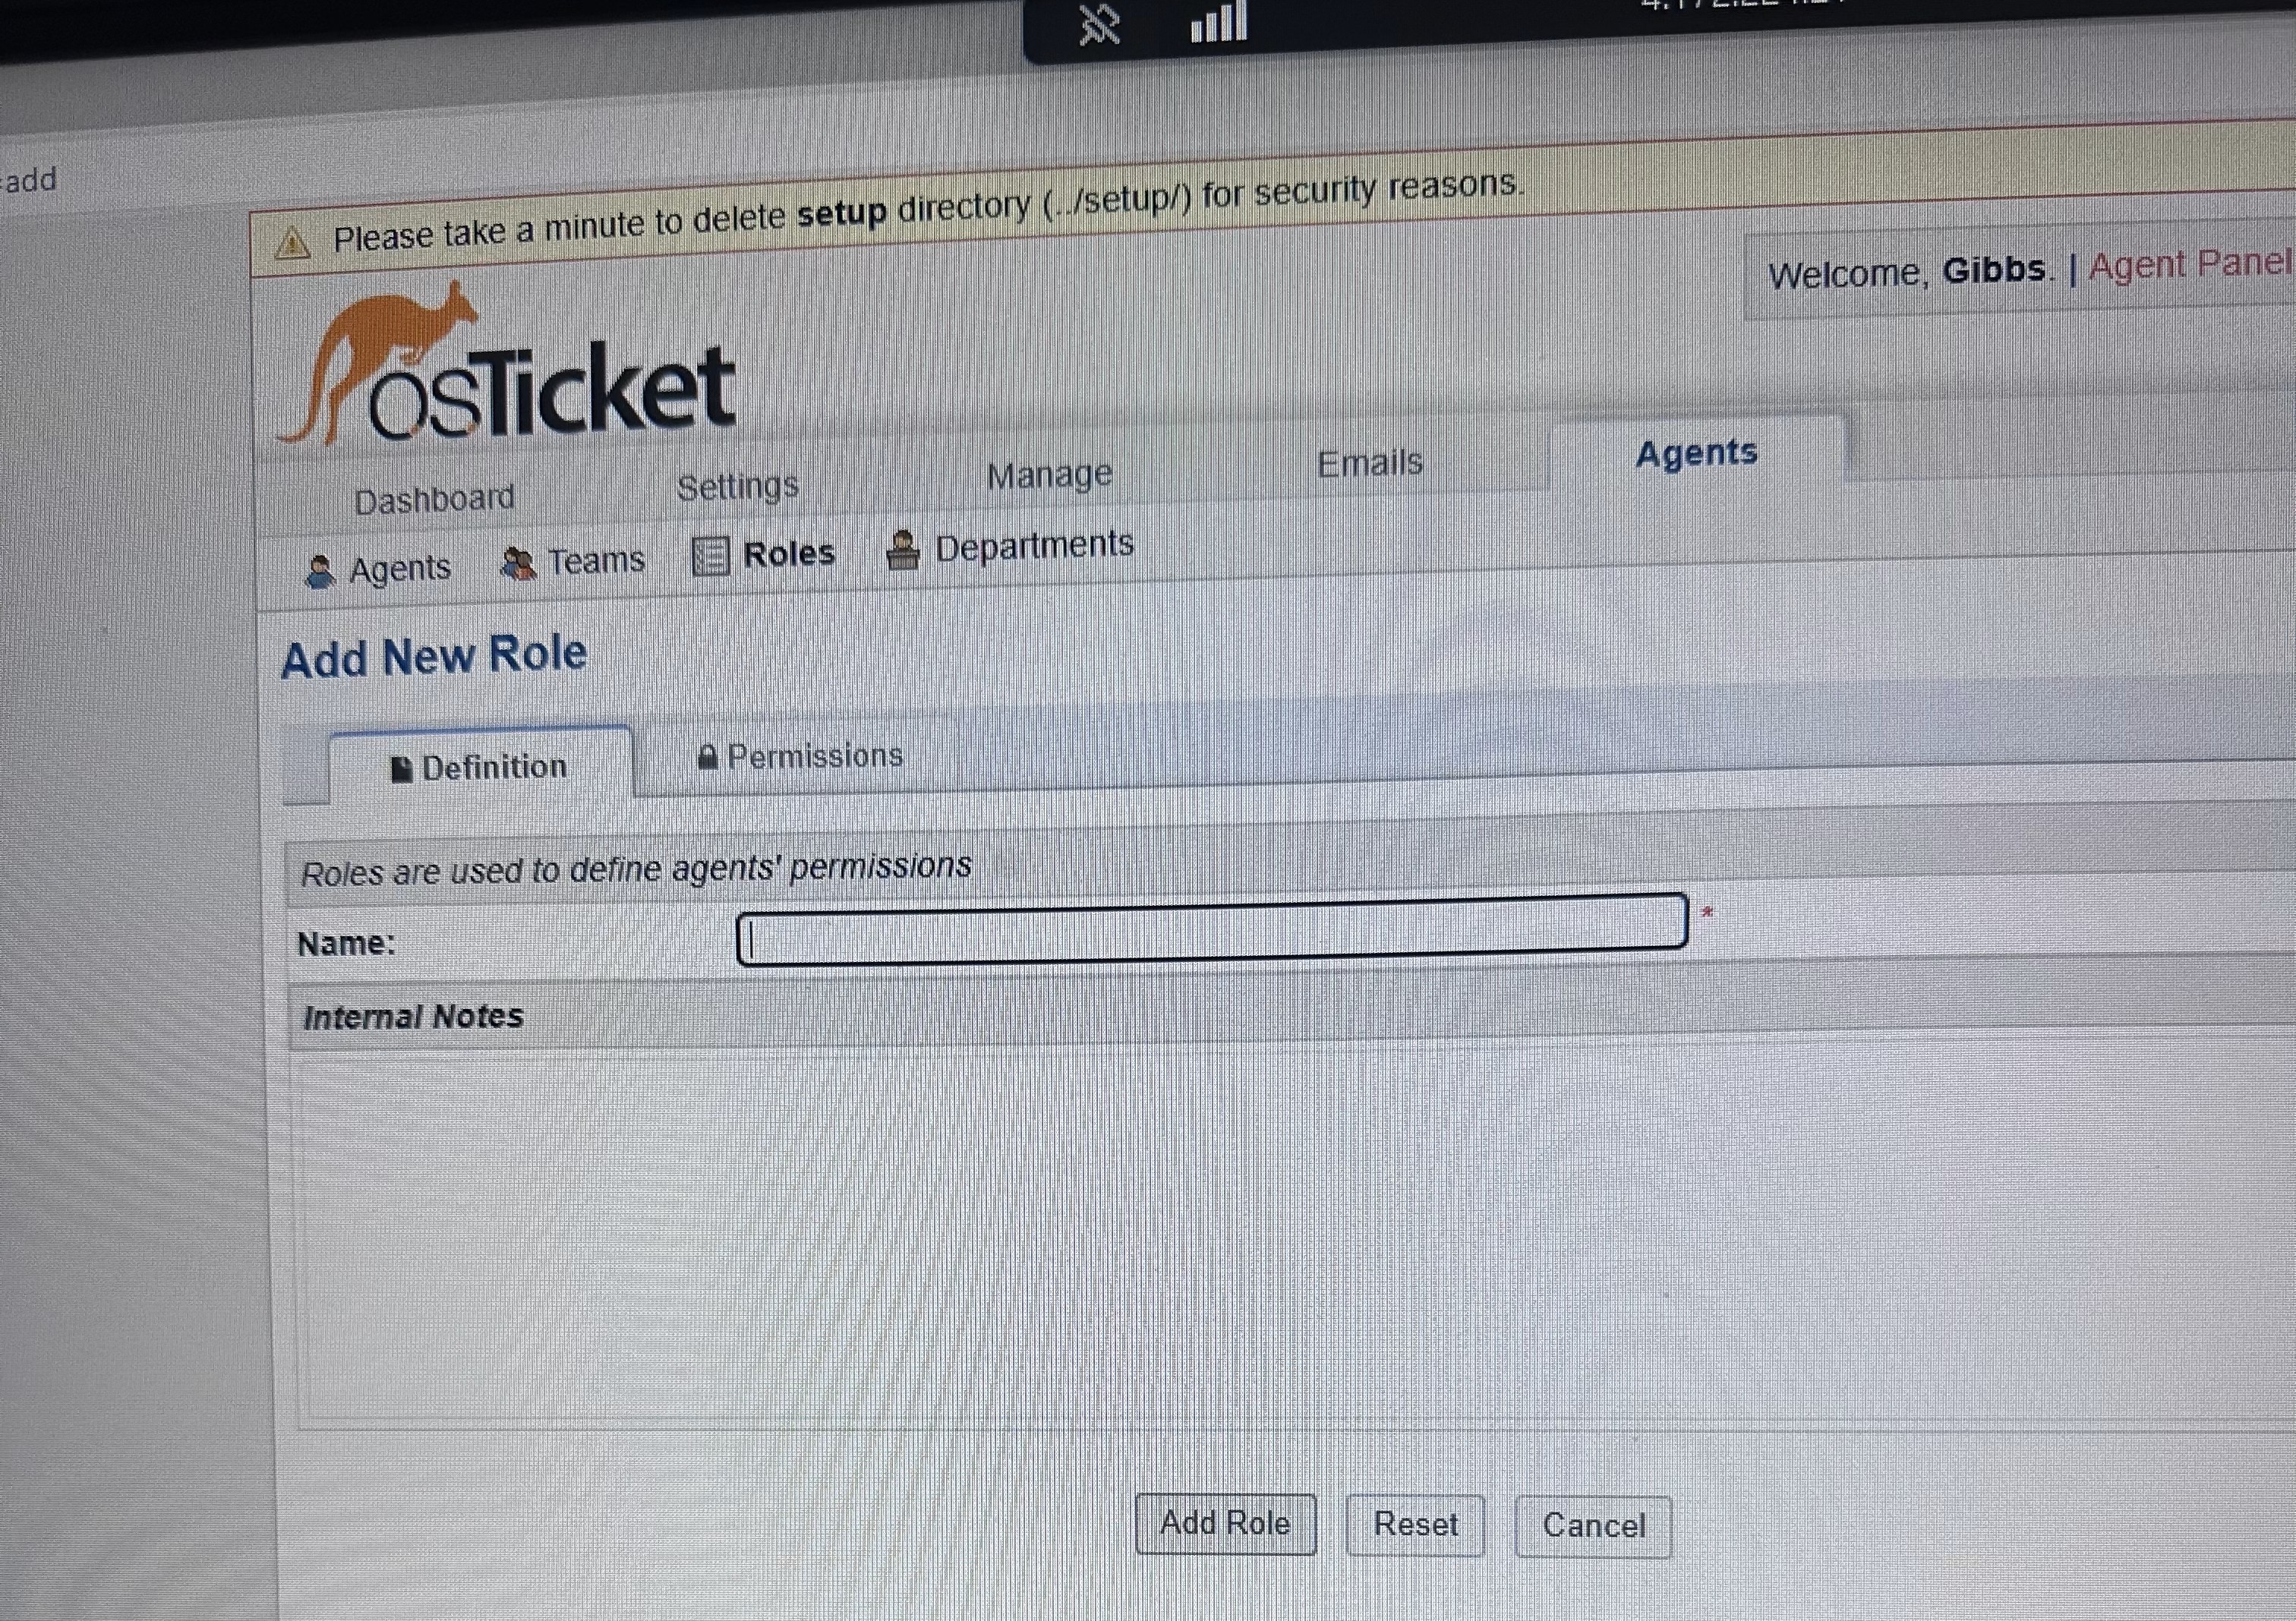 add
Please take a minute to delete setup directory (../setup/) for security reasons.
Welcome, Gibbs. | Agent Panel
osTicket
Dashboard Settings Manage Emails Agents
Agents Teams Roles Departments
Add New Role
Definition Permissions
Roles are used to define agents' permissions
Name: *
Internal Notes
Add Role Reset Cancel